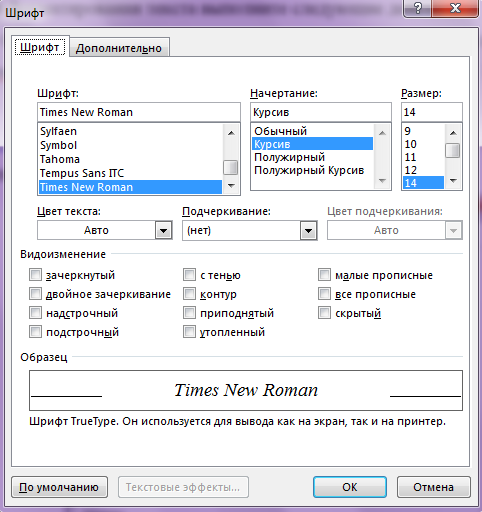 Шрифт
Шрифт
Дополнительно
Шрифт: Начертание: Размер:
Times New Roman Курсив 14
Sylfaen Обычный 9
Symbol Курсив 10
Tahoma Полужирный 11
Tempus Sans ITC Полужирный Курсив 12
Times New Roman 14
Цвет текста: Подчеркивание: Цвет подчеркивания:
Авто (нет) Авто
Видоизменение
зачеркнутый с тенью малые прописные
двойное зачеркивание контур все прописные
надстрочный приподнятый скрытый
подстрочный утопленный
Образец
Times New Roman
Шрифт TrueType. Он используется для вывода как на экран, так и на принтер.
По умолчанию Текстовые эффекты... ОК Отмена